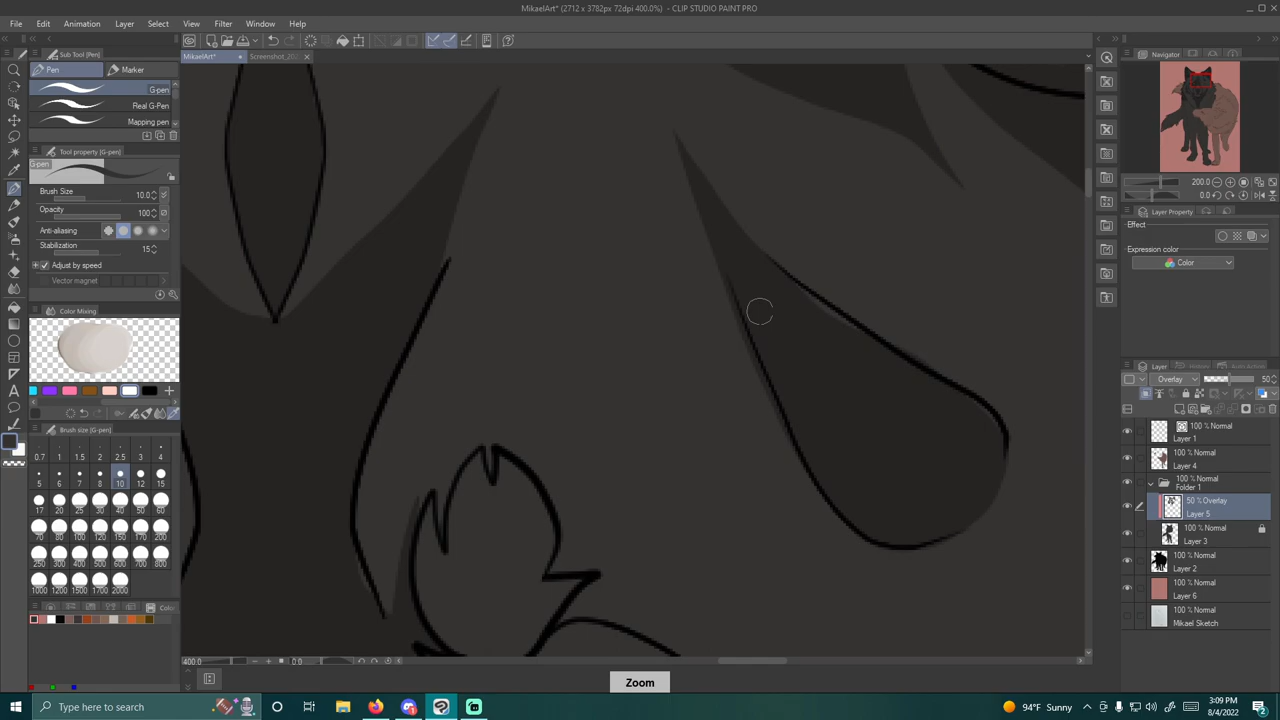 MikaelArt* (2712 x 3782px 72dpi 400.0%) - CLIP STUDIO PAINT PRO
File Edit Animation Layer Select View Filter Window Help
Sub Tool [Pen]
MikaelArt*
Navigator
Pen Marker
G-pen
Real G-Pen
Mapping pen
Tool property [G-pen]
G-pen
Brush Size 10.0
Opacity 100
Anti-aliasing
Stabilization 15
Adjust by speed
Vector magnet
Color Mixing
Brush size [G-pen]
0.7 1 1.5 2 2.5 3 4
5 6 7 8 10 12 15
17 20 25 30 40 50 60
70 80 100 120 150 170 200
250 300 400 500 600 700 800
1000 1200 1500 1700 2000
Color
200.0
0.0
Layer Property
Effect
Expression color
Color
Layer
Overlay 50
100 % Normal
Layer 1
100 % Normal
Layer 4
100 % Normal
Folder 1
50 % Overlay
Layer 5
100 % Normal
Layer 3
100 % Normal
Layer 2
100 % Normal
Layer 6
100 % Normal
Mikael Sketch
400.0 0.0
Zoom
Type here to search
94°F Sunny
3:09 PM
8/4/2022
2